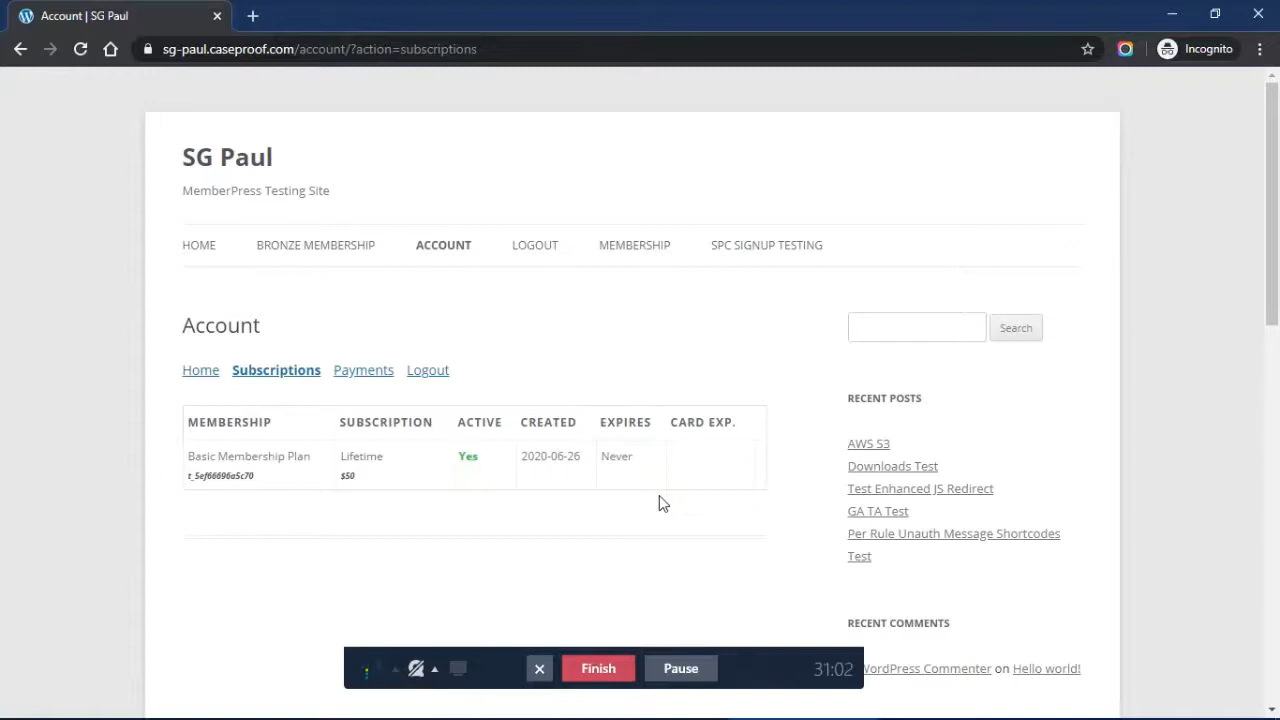 Account | SG Paul
sg-paul.caseproof.com/account/?action=subscriptions
Incognito
SG Paul
MemberPress Testing Site
HOME BRONZE MEMBERSHIP ACCOUNT LOGOUT MEMBERSHIP SPC SIGNUP TESTING
Account
Search
Home Subscriptions Payments Logout
MEMBERSHIP SUBSCRIPTION ACTIVE CREATED EXPIRES CARD EXP.
Basic Membership Plan Lifetime Yes 2020-06-26 Never
t_5ef66696a5c70 $50
RECENT POSTS
AWS S3
Downloads Test
Test Enhanced JS Redirect
GA TA Test
Per Rule Unauth Message Shortcodes
Test
RECENT COMMENTS
WordPress Commenter on Hello world!
Finish Pause 31:02